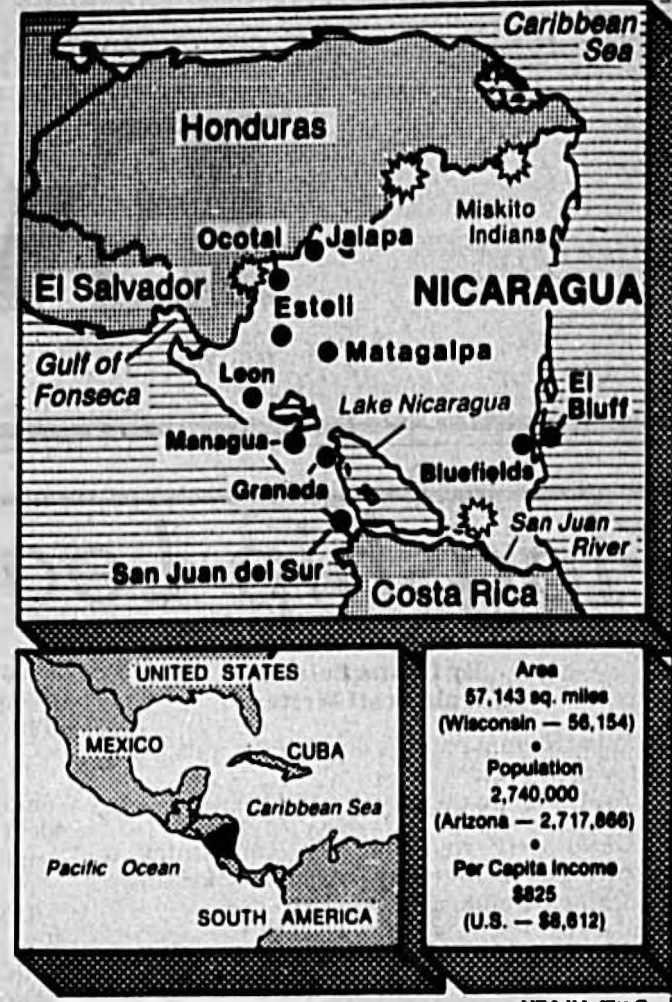 Caribbean
Sea
Honduras
Miskito
Indians
Ocotal
Jalapa
El Salvador
NICARAGUA
Esteli
Gulf of
Fonseca
Matagalpa
Leon
El
Bluff
Lake Nicaragua
Managua
Bluefields
Granada
San Juan
River
San Juan del Sur
Costa Rica
UNITED STATES
MEXICO
CUBA
Caribbean Sea
Pacific Ocean
SOUTH AMERICA
Area
57,143 sq. miles
(Wisconsin — 56,154)
•
Population
2,740,000
(Arizona — 2,717,866)
•
Per Capita Income
$825
(U.S. — $8,612)